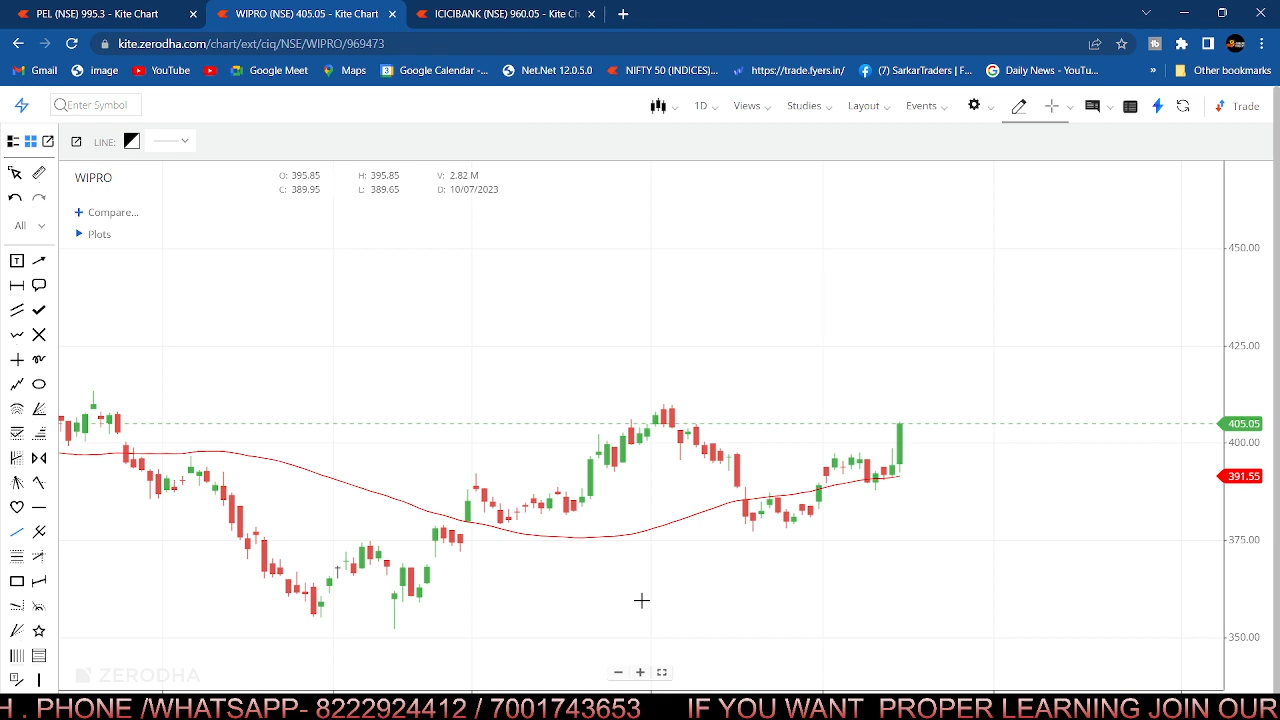 PEL (NSE) 995.3 - Kite Chart
WIPRO (NSE) 405.05 - Kite Chart
ICICIBANK (NSE) 960.05 - Kite Ch
kite.zerodha.com/chart/ext/ciq/NSE/WIPRO/969473
Gmail image YouTube Google Meet Maps Google Calendar -... Net.Net 12.0.5.0 NIFTY 50 (INDICES)... https://trade.fyers.in/ (7) SarkarTraders | F... Daily News - YouTu... » Other bookmarks
Enter Symbol 1D Views Studies Layout Events Trade
LINE:
WIPRO O: 395.85 H: 395.85 V: 2.82 M
C: 389.95 L: 389.65 D: 10/07/2023
+ Compare...
All
Plots
450.00
425.00
405.05
400.00
391.55
375.00
350.00
ZERODHA
H . PHONE /WHATSAPP- 8222924412 / 7001743653 IF YOU WANT PROPER LEARNING JOIN OUR